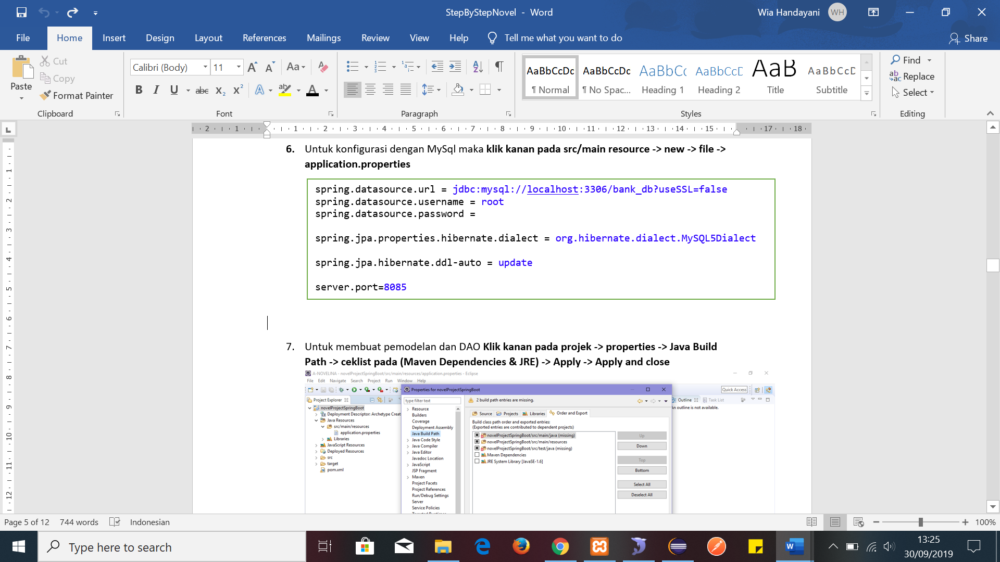 StepByStepNovel - Word
Wia Handayani
WH
File
Home
Insert
Design
Layout
References
Mailings
Review
View
Help
Tell me what you want to do
Share
Paste
Cut
Copy
Format Painter
Clipboard
Calibri (Body)
11
Font
Paragraph
AaBbCcDc
¶ Normal
AaBbCcDc
¶ No Spac...
AaBbCc
Heading 1
AaBbCcD
Heading 2
AaB
Title
AaBbCcD
Subtitle
Styles
Find
Replace
Select
Editing
2 1 1 2 3 4 5 6 7 8 9 10 11 12 13 14 15 17 18
1
2
3
4
5
6
7
8
9
10
11
12
6. Untuk konfigurasi dengan MySql maka klik kanan pada src/main resource -> new -> file ->
application.properties
spring.datasource.url = jdbc:mysql://localhost:3306/bank_db?useSSL=false
spring.datasource.username = root
spring.datasource.password =
spring.jpa.properties.hibernate.dialect = org.hibernate.dialect.MySQL5Dialect
spring.jpa.hibernate.ddl-auto = update
server.port=8085
7. Untuk membuat pemodelan dan DAO Klik kanan pada projek -> properties -> Java Build
Path -> ceklist pada (Maven Dependencies & JRE) -> Apply -> Apply and close
A-NOVELINA - novelProjectSpringBoot/src/main/resources/application.properties - Eclipse
File Edit Navigate Search Project Run Window Help
Quick Access
Project Explorer
novelProjectSpringBoot
Deployment Descriptor: Archetype Creat
Java Resources
src/main/resources
application.properties
Libraries
JavaScript Resources
Deployed Resources
src
target
pom.xml
Properties for novelProjectSpringBoot
type filter text
Resource
Builders
Coverage
Deployment Assembly
Java Build Path
Java Code Style
Java Compiler
Java Editor
Javadoc Location
JavaScript
JSP Fragment
Maven
Project Facets
Project References
Run/Debug Settings
Server
Service Policies
2 build path entries are missing.
Source
Projects
Libraries
Order and Export
Build class path order and exported entries:
(Exported entries are contributed to dependent projects)
novelProjectSpringBoot/src/main/java (missing)
novelProjectSpringBoot/src/main/resources
novelProjectSpringBoot/src/test/java (missing)
Maven Dependencies
JRE System Library [JavaSE-1.6]
Up
Down
Top
Bottom
Select All
Deselect All
Outline
Task List
An outline is not available.
Page 5 of 12
744 words
Indonesian
100%
Type here to search
13:25
30/09/2019